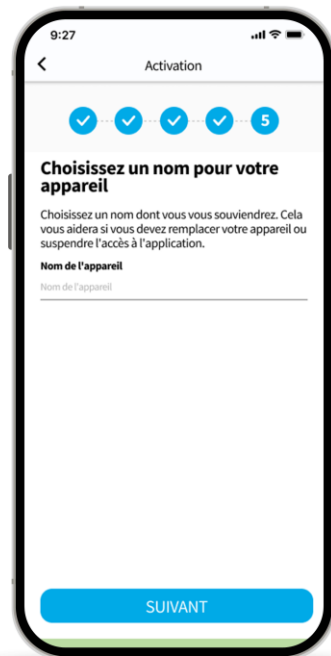 9:27
Activation
5
Choisissez un nom pour votre
appareil
Choisissez un nom dont vous vous souviendrez. Cela
vous aidera si vous devez remplacer votre appareil ou
suspendre l'accès à l'application.
Nom de l'appareil
Nom de l'appareil
SUIVANT